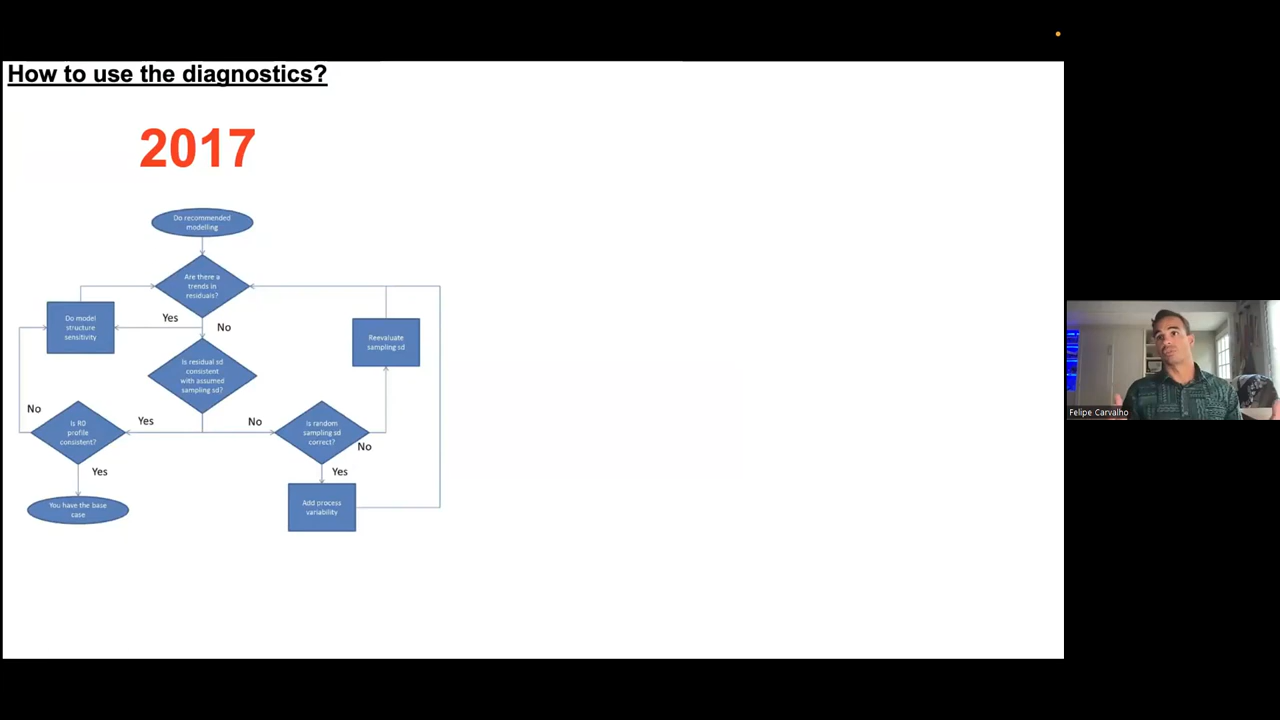 How to use the diagnostics?
2017
Do recommended
modelling
Are there a
trends in
residuals?
Yes
No
Do model
structure
sensitivity
Reevaluate
sampling sd
Is residual sd
consistent
with assumed
sampling sd?
No
Yes
No
Is R0
profile
consistent?
Is random
sampling sd
correct?
No
Yes
Yes
You have the base
case
Add process
variability
Felipe Carvalho